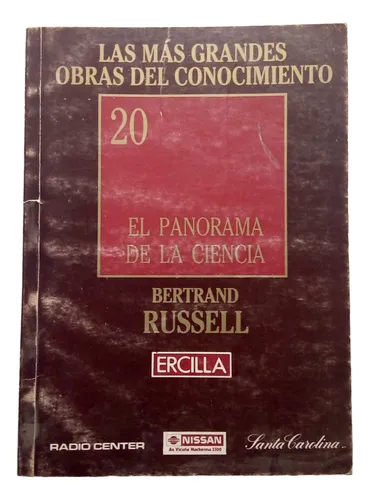 LAS MÁS GRANDES
OBRAS DEL CONOCIMIENTO
20
EL PANORAMA
DE LA CIENCIA
BERTRAND
RUSSELL
ERCILLA
RADIO CENTER
NISSAN
Av Vicuña Mackenna 3300
Santa Carolina